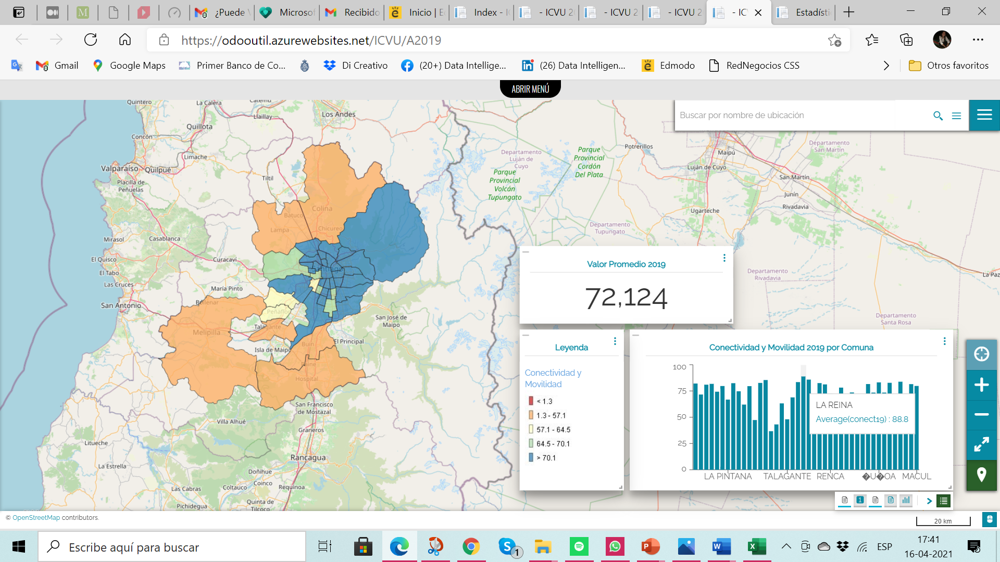 ¿Puede
Microsof
Recibido
Inicio | E
Index - I
- ICVU 2
- ICVU 2
- ICVU 2
- IC
Estadísti
https://odooutil.azurewebsites.net/ICVU/A2019
Gmail
Google Maps
Primer Banco de Co...
Di Creativo
(20+) Data Intellige...
(26) Data Intelligen...
Edmodo
RedNegocios CSS
Otros favoritos
ABRIR MENÚ
Buscar por nombre de ubicación
Quintero
La Calera
Catemu
Llaillay
Los Andes
Quillota
Concón
Limache
Valparaíso
Quilpué
Placilla de
Peñuelas
Tiltil
Colina
Batuco
Lampa
Chicureo
Mirasol
Casablanca
El Quisco
Curacaví
El Tabo
Santiago
Las Cruces
María Pinto
San Antonio
Bollenar
Peñaflor
Melipilla
Talagante
San José de
Maipo
Isla de Maipo
Buin
El Principal
Paine
Hospital
San Francisco
de Mostazal
Villa Alhué
Graneros
Litueche
Rancagua
La Estrella
Doñihue
Coinco
Coltauco
Requinoa
Las Cabras
Quinta de
Tilcoco
Pichidegua
Departamento
Luján de
Cuyo
Parque
Provincial
Cordón
Del Plata
Parque
Provincial
Volcán
Tupungato
Potrerillos
Maipú
Departamento
San Martín
Luján de Cuyo
San Martín
Junín
Rivadavia
Ugarteche
Departamento
Tupungato
Departamento
Rivadavia
La Paz
Departamento
Santa Rosa
Valor Promedio 2019
72,124
Leyenda
Conectividad y
Movilidad
< 1.3
1.3 - 57.1
57.1 - 64.5
64.5 - 70.1
> 70.1
Conectividad y Movilidad 2019 por Comuna
100
75
50
25
0
LA REINA
Average(conect19) : 88.8
LA PINTANA
TALAGANTE
RENCA
�U�OA
MACUL
1
© OpenStreetMap contributors.
20 km
Escribe aquí para buscar
1
ESP
17:41
16-04-2021